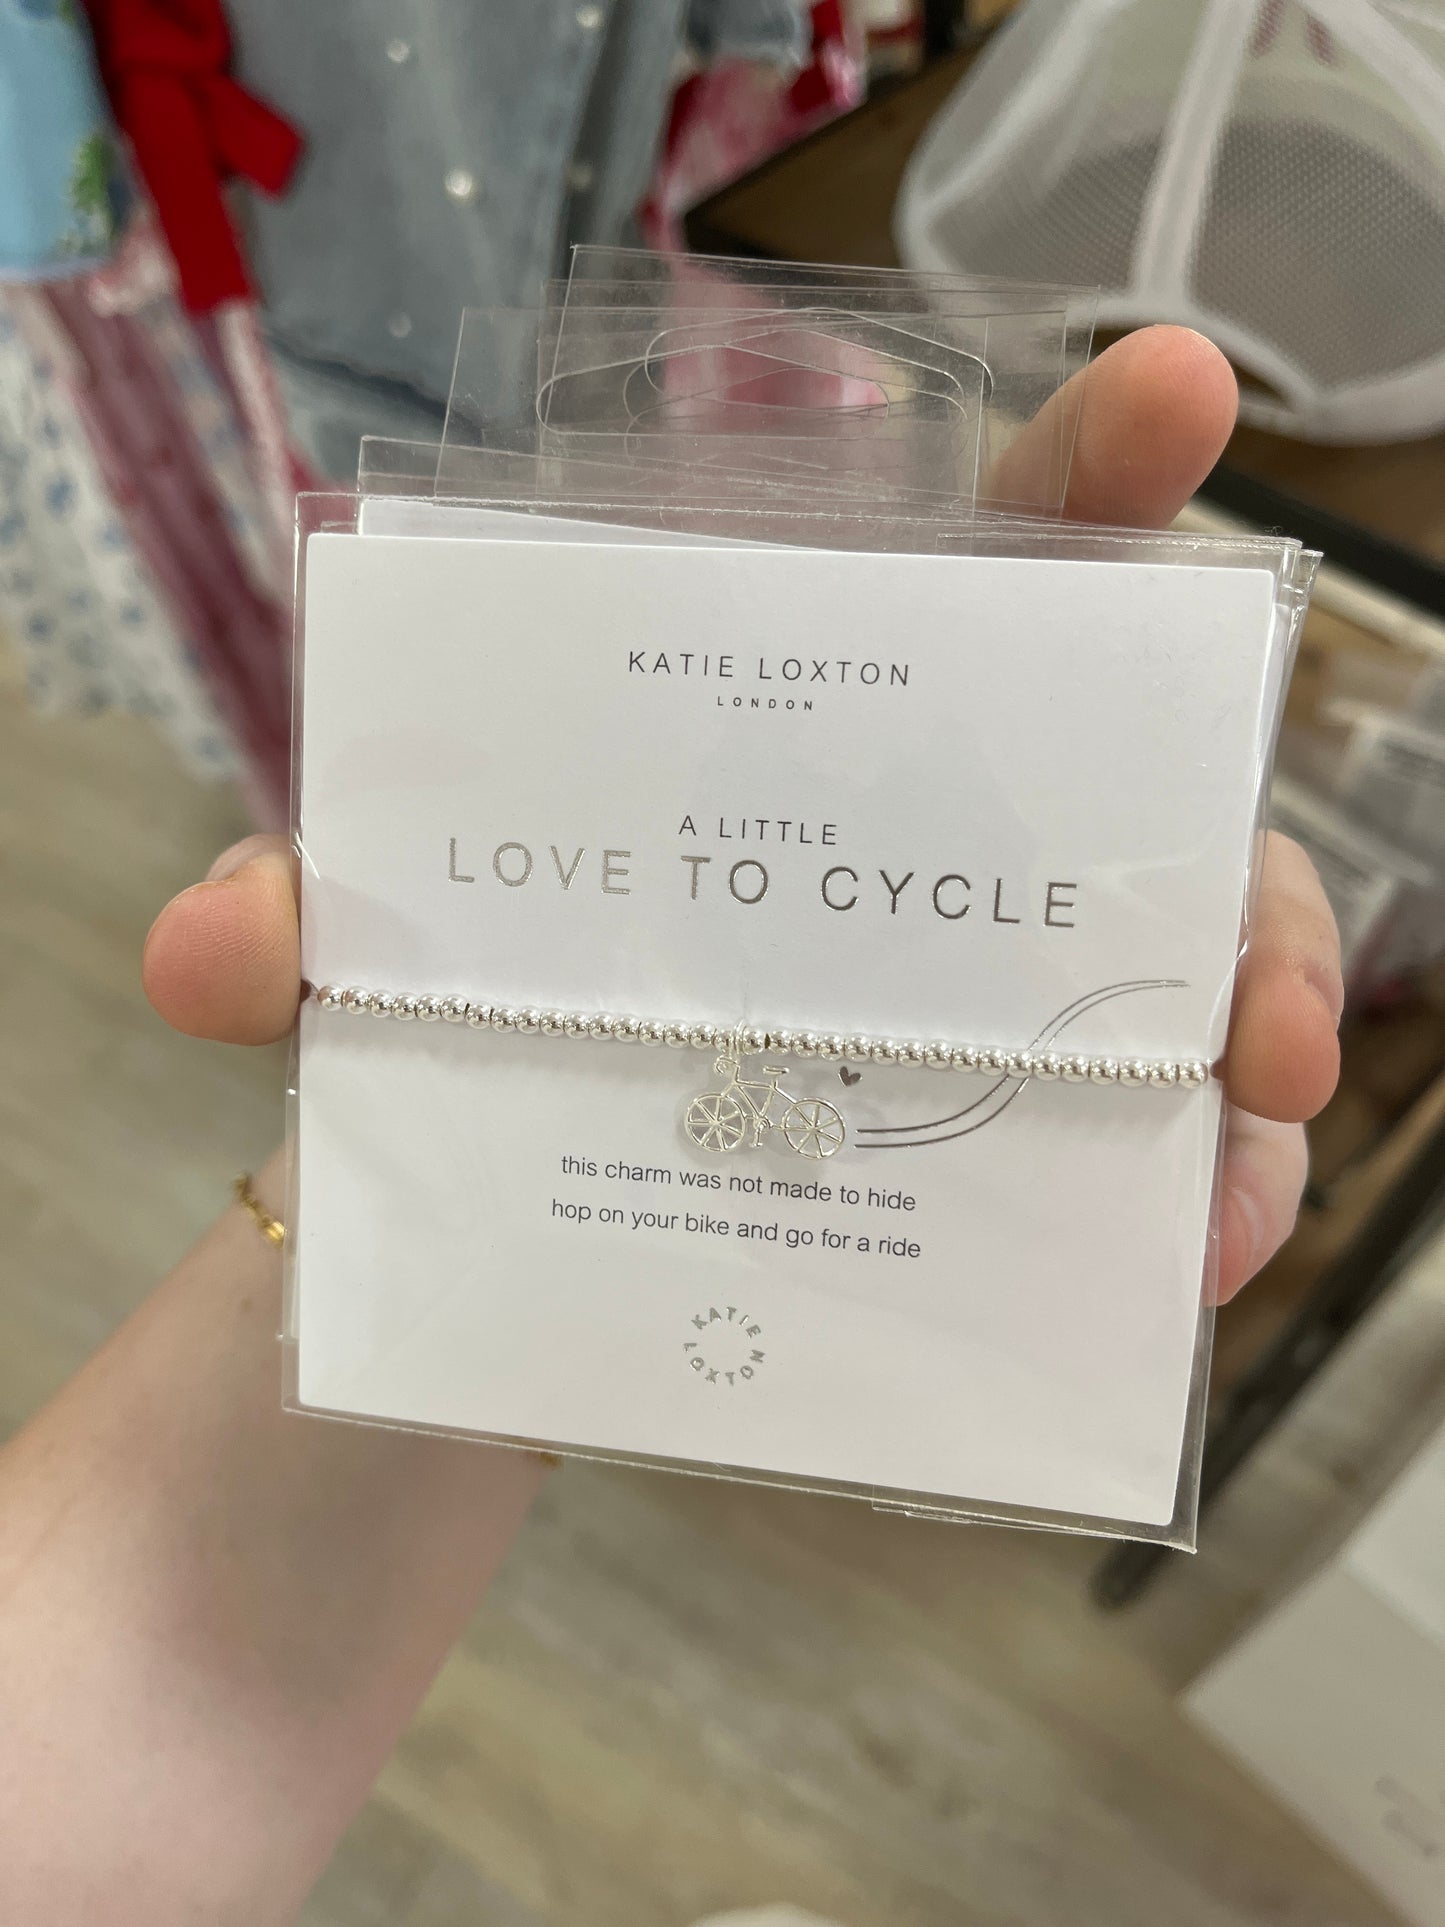 KATIE LOXTON
LONDON
A LITTLE
LOVE TO CYCLE
this charm was not made to hide
hop on your bike and go for a ride
KATIE LOXTON